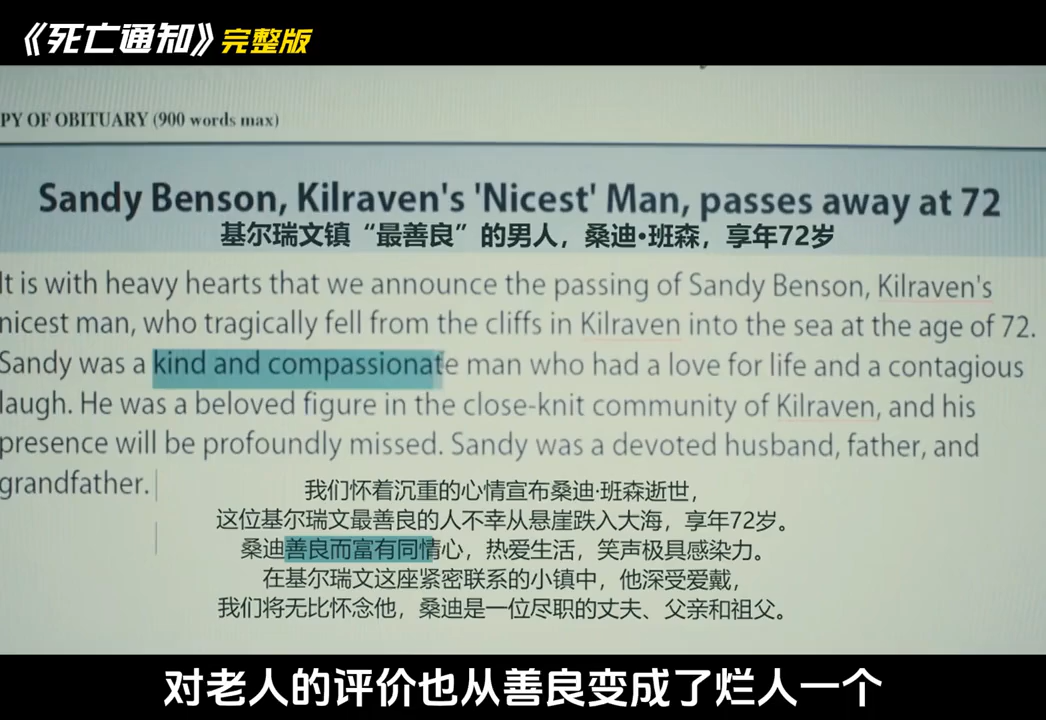 《死亡通知》完整版
PY OF OBITUARY (900 words max)
Sandy Benson, Kilraven's 'Nicest' Man, passes away at 72
基尔瑞文镇“最善良”的男人，桑迪·班森，享年72岁
It is with heavy hearts that we announce the passing of Sandy Benson, Kilraven's
nicest man, who tragically fell from the cliffs in Kilraven into the sea at the age of 72.
Sandy was a kind and compassionate man who had a love for life and a contagious
laugh. He was a beloved figure in the close-knit community of Kilraven, and his
presence will be profoundly missed. Sandy was a devoted husband, father, and
grandfather.
我们怀着沉重的心情宣布桑迪·班森逝世，
这位基尔瑞文最善良的人不幸从悬崖跌入大海，享年72岁。
桑迪善良而富有同情心，热爱生活，笑声极具感染力。
在基尔瑞文这座紧密联系的小镇中，他深受爱戴，
我们将无比怀念他，桑迪是一位尽职的丈夫、父亲和祖父。
对老人的评价也从善良变成了烂人一个